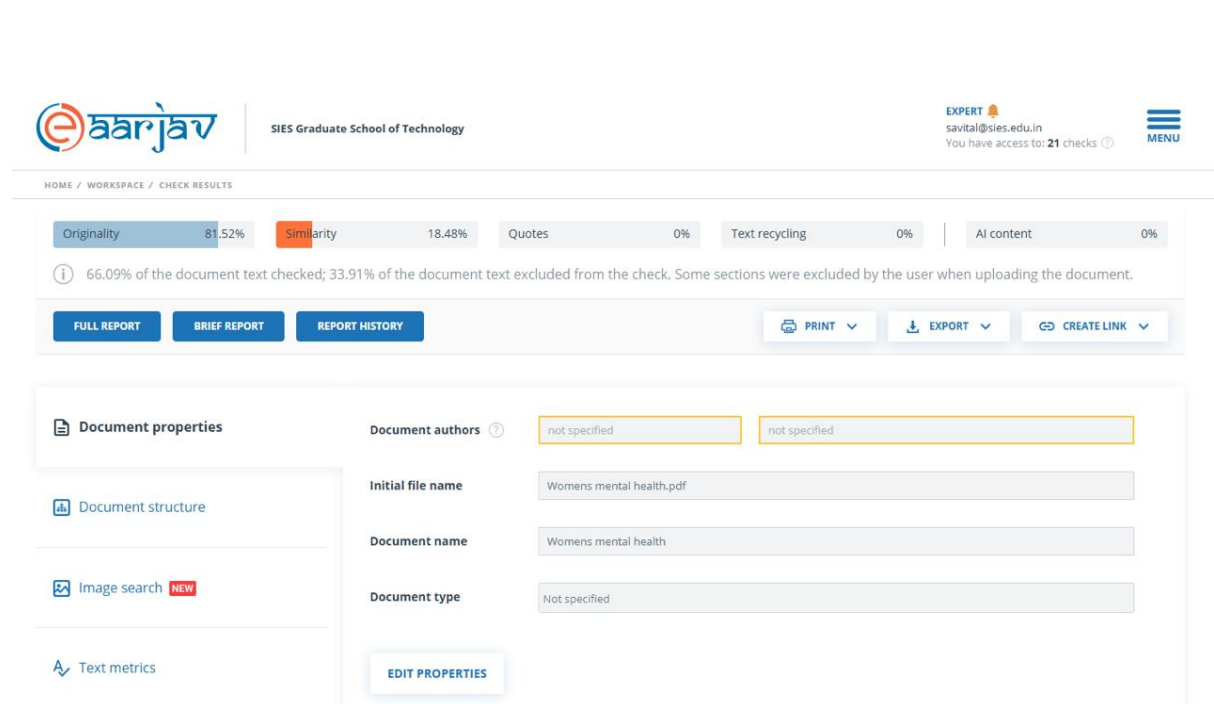 eaarjav
SIES Graduate School of Technology
EXPERT
savital@sies.edu.in
You have access to: 21 checks ?
MENU
HOME / WORKSPACE / CHECK RESULTS
Originality 81.52% Similarity 18.48% Quotes 0% Text recycling 0% AI content 0%
i 66.09% of the document text checked; 33.91% of the document text excluded from the check. Some sections were excluded by the user when uploading the document.
FULL REPORT BRIEF REPORT REPORT HISTORY PRINT EXPORT CREATE LINK
Document properties
Document authors ? not specified not specified
Initial file name Womens mental health.pdf
Document structure
Document name Womens mental health
Image search NEW
Document type Not specified
Text metrics
EDIT PROPERTIES